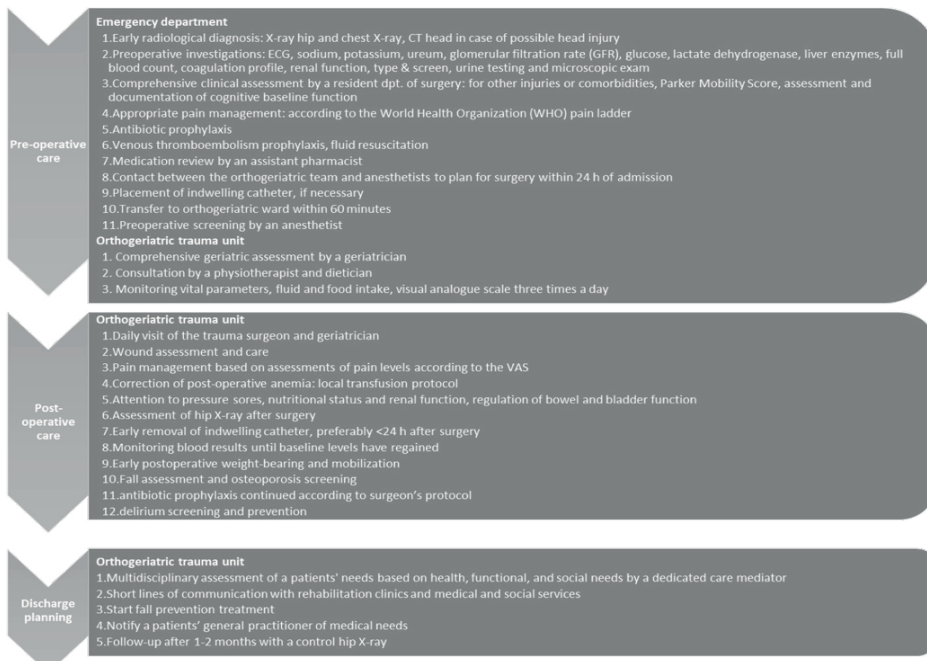 Pre-operative
care
Emergency department
1.Early radiological diagnosis: X-ray hip and chest X-ray, CT head in case of possible head injury
2.Preoperative investigations: ECG, sodium, potassium, ureum, glomerular filtration rate (GFR), glucose, lactate dehydrogenase, liver enzymes, full
blood count, coagulation profile, renal function, type & screen, urine testing and microscopic exam
3.Comprehensive clinical assessment by a resident dpt. of surgery: for other injuries or comorbidities, Parker Mobility Score, assessment and
documentation of cognitive baseline function
4.Appropriate pain management: according to the World Health Organization (WHO) pain ladder
5.Antibiotic prophylaxis
6.Venous thromboembolism prophylaxis, fluid resuscitation
7.Medication review by an assistant pharmacist
8.Contact between the orthogeriatric team and anesthetists to plan for surgery within 24 h of admission
9.Placement of indwelling catheter, if necessary
10.Transfer to orthogeriatric ward within 60 minutes
11.Preoperative screening by an anesthetist
Orthogeriatric trauma unit
1. Comprehensive geriatric assessment by a geriatrician
2. Consultation by a physiotherapist and dietician
3. Monitoring vital parameters, fluid and food intake, visual analogue scale three times a day
Post-
operative
care
Orthogeriatric trauma unit
1.Daily visit of the trauma surgeon and geriatrician
2.Wound assessment and care
3.Pain management based on assessments of pain levels according to the VAS
4.Correction of post-operative anemia: local transfusion protocol
5.Attention to pressure sores, nutritional status and renal function, regulation of bowel and bladder function
6.Assessment of hip X-ray after surgery
7.Early removal of indwelling catheter, preferably <24 h after surgery
8.Monitoring blood results until baseline levels have regained
9.Early postoperative weight-bearing and mobilization
10.Fall assessment and osteoporosis screening
11.antibiotic prophylaxis continued according to surgeon's protocol
12.delirium screening and prevention
Discharge
planning
Orthogeriatric trauma unit
1.Multidisciplinary assessment of a patients' needs based on health, functional, and social needs by a dedicated care mediator
2.Short lines of communication with rehabilitation clinics and medical and social services
3.Start fall prevention treatment
4.Notify a patients' general practitioner of medical needs
5.Follow-up after 1-2 months with a control hip X-ray